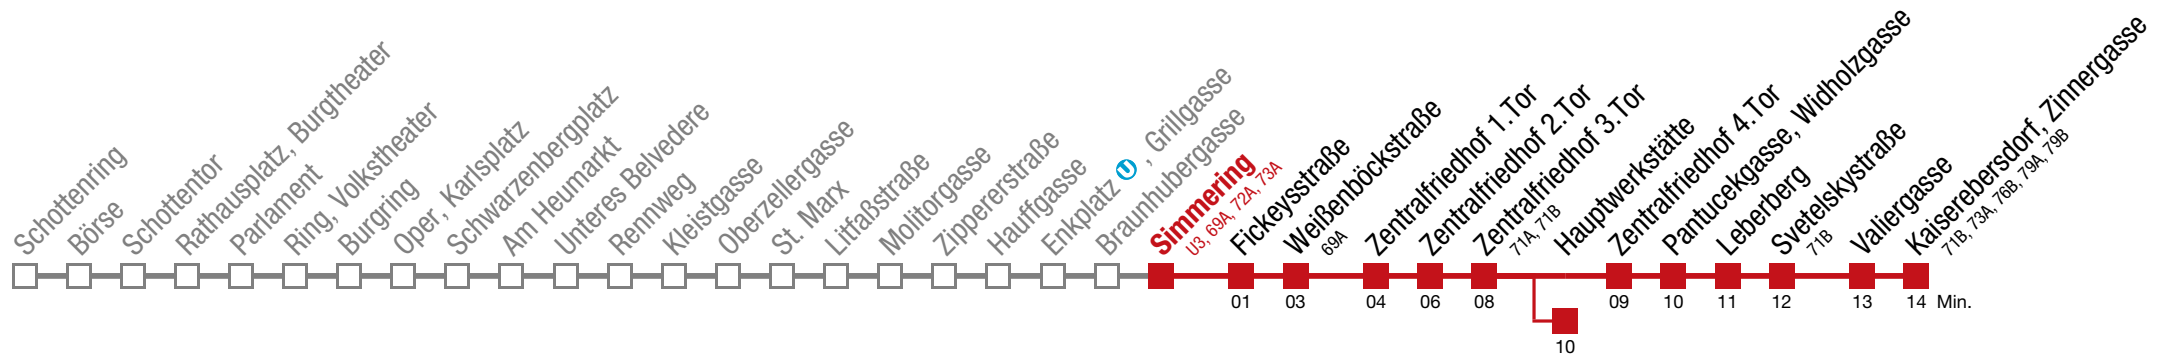 Schottenring
Börse
Schottentor
Rathausplatz, Burgtheater
Parlament
Ring, Volkstheater
Burgring
Oper, Karlsplatz
Schwarzenbergplatz
Am Heumarkt
Unteres Belvedere
Rennweg
Kleistgasse
Oberzellergasse
St. Marx
Litfaßstraße
Molitorgasse
Zippererstraße
Hauffgasse
Enkplatz U, Grillgasse
Braunhubergasse
Simmering
U3, 69A, 72A, 73A
Fickeysstraße
Weißenböckstraße
69A
Zentralfriedhof 1.Tor
Zentralfriedhof 2.Tor
Zentralfriedhof 3.Tor
71A, 71B
Hauptwerkstätte
Zentralfriedhof 4.Tor
Pantucekgasse, Widholzgasse
Leberberg
Svetelskystraße
71B
Valiergasse
Kaiserebersdorf, Zinnergasse
71B, 73A, 76B, 79A, 79B
01 03 04 06 08 09 10 11 12 13 14 Min.
10